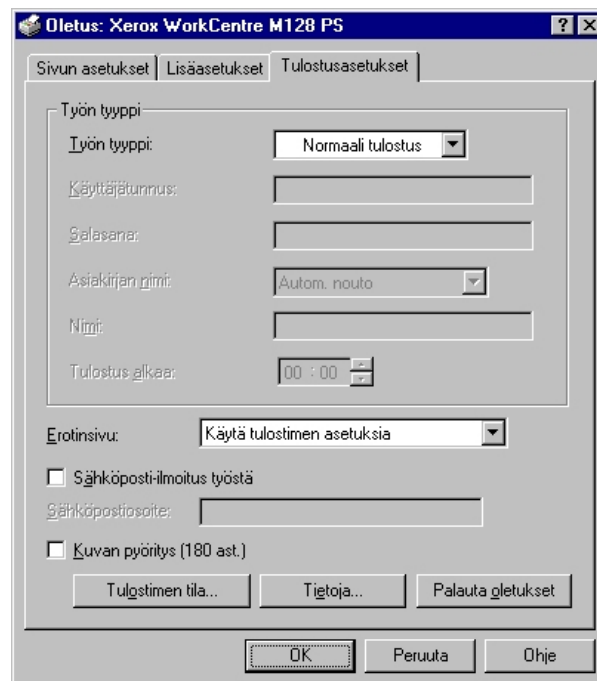 Oletus: Xerox WorkCentre M128 PS
Sivun asetukset Lisäasetukset Tulostusasetukset
Työn tyyppi
Työn tyyppi: Normaali tulostus
Käyttäjätunnus:
Salasana:
Asiakirjan nimi: Autom. nouto
Nimi:
Tulostus alkaa: 00 : 00
Erotinsivu: Käytä tulostimen asetuksia
Sähköposti-ilmoitus työstä
Sähköpostiosoite:
Kuvan pyöritys (180 ast.)
Tulostimen tila... Tietoja... Palauta oletukset
OK Peruuta Ohje